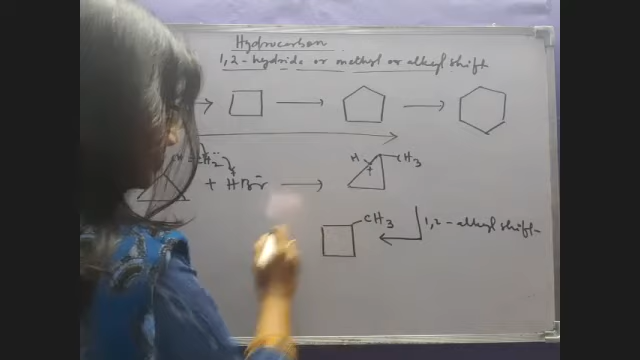 Hydrocarbon
1,2-hydride or methyl or alkyl shift
+ HBr
H
+
CH3
CH3
1,2-alkyl shift